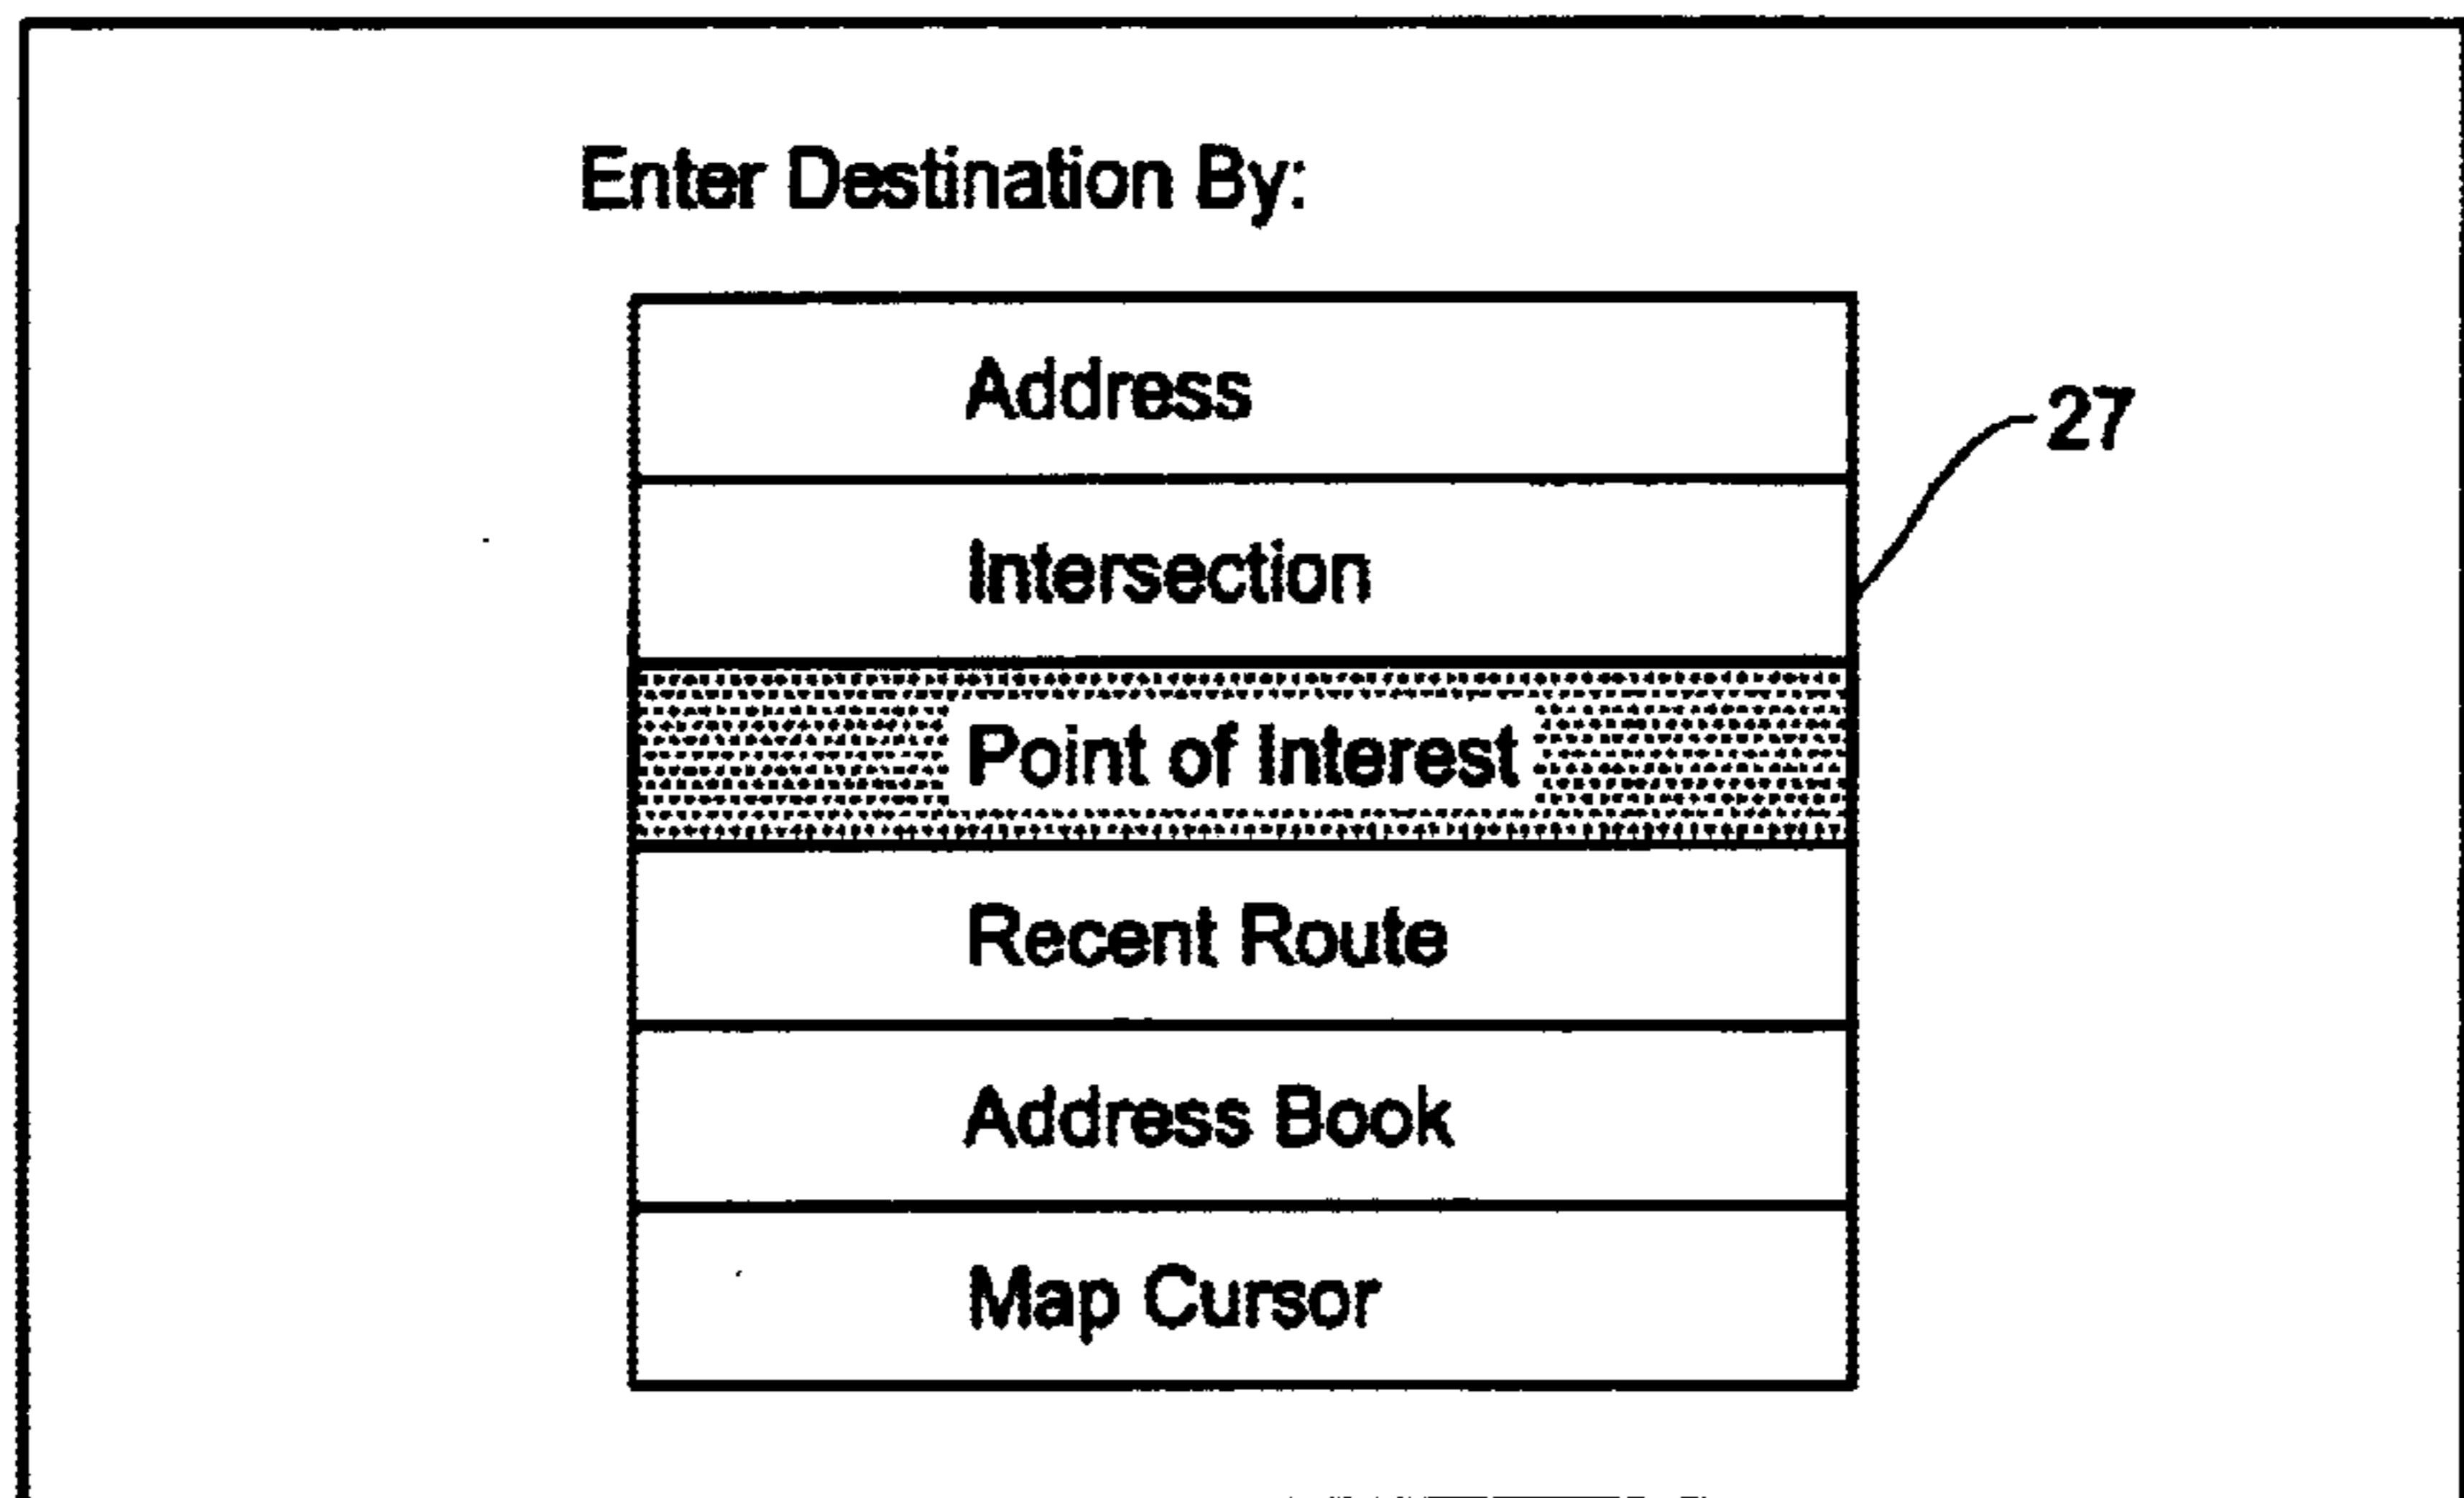 Enter Destination By:
Address
27
Intersection
Point of Interest
Recent Route
Address Book
Map Cursor